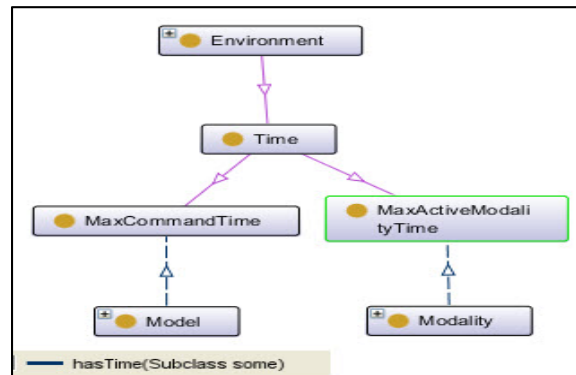 Environment
Time
MaxCommandTime
MaxActiveModali
tyTime
Model
Modality
hasTime(Subclass some)